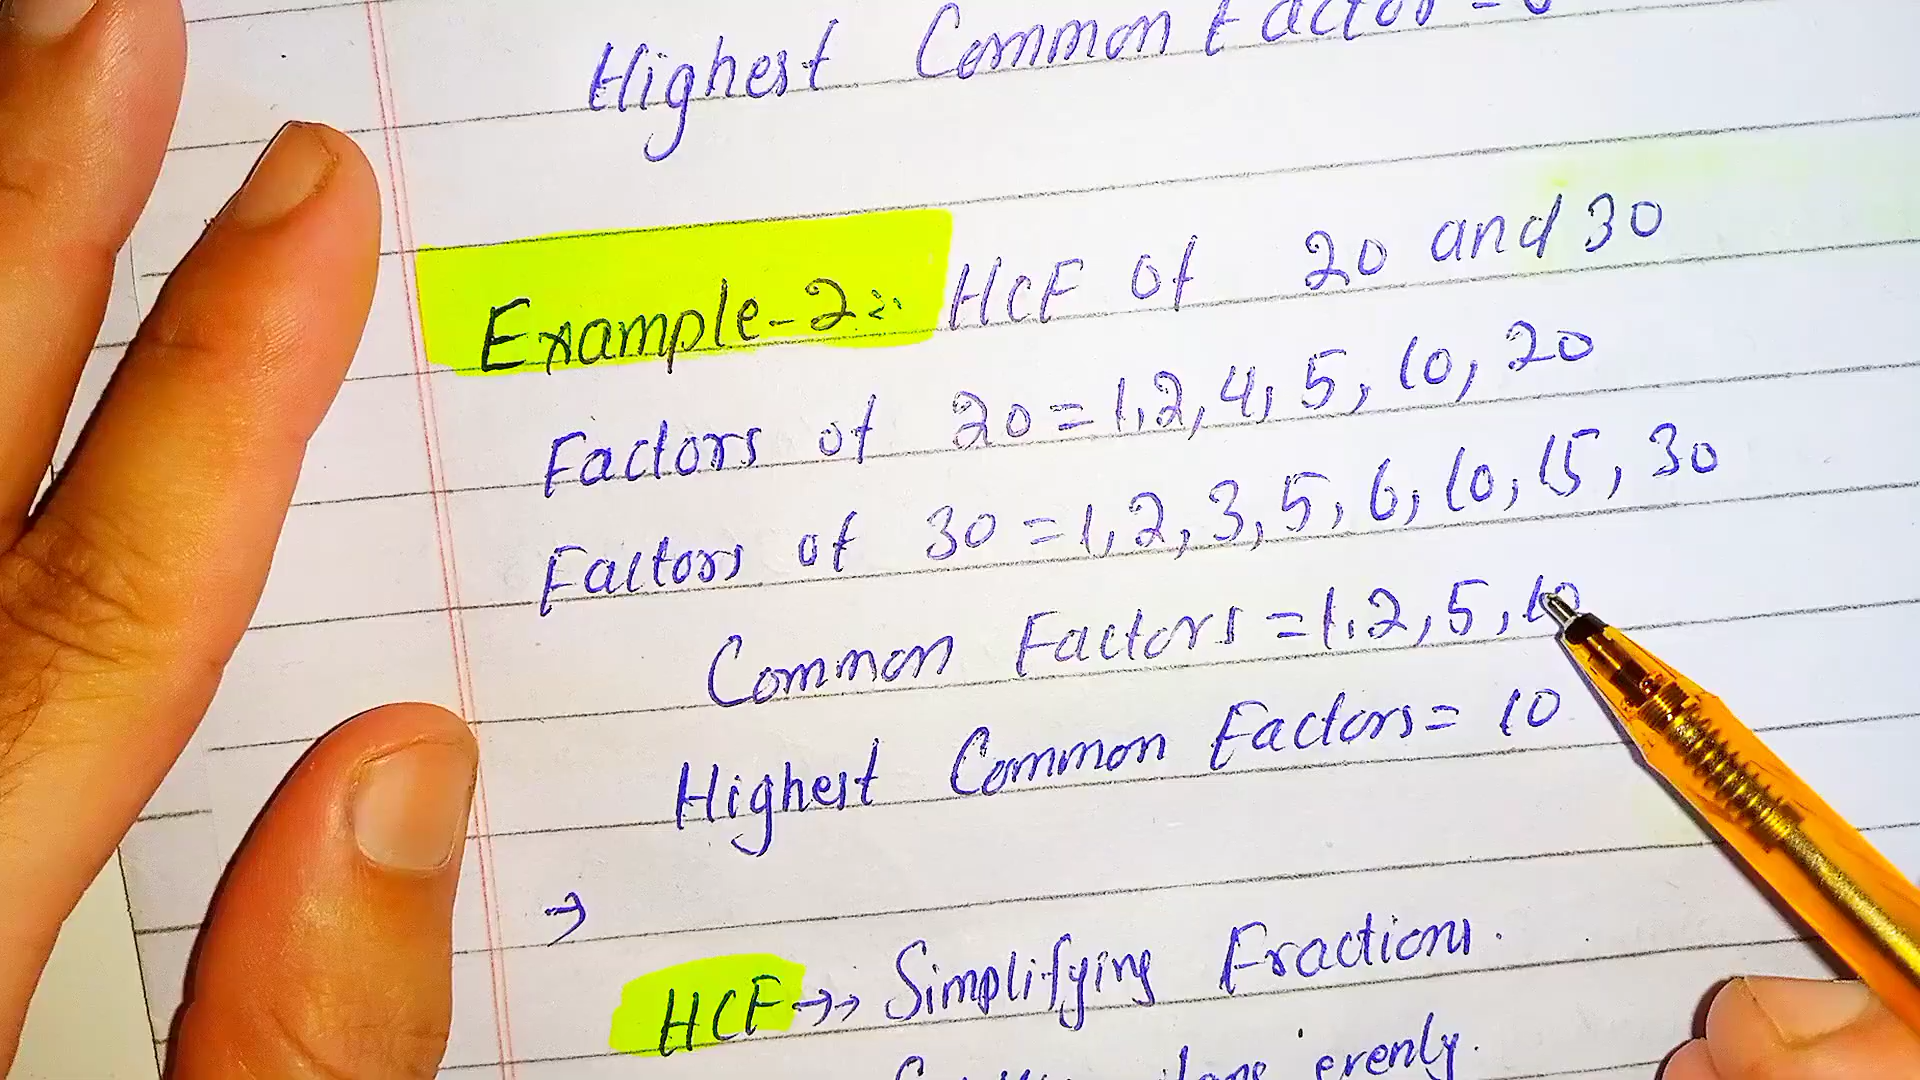 Highest Common Factor =
Example-2:- HCF of 20 and 30
Factors of 20 = 1, 2, 4, 5, 10, 20
Factors of 30 = 1, 2, 3, 5, 6, 10, 15, 30
Common Factors = 1, 2, 5, 10
Highest Common Factors = 10
→
HCF →→ Simplifying Fractions.
evenly.